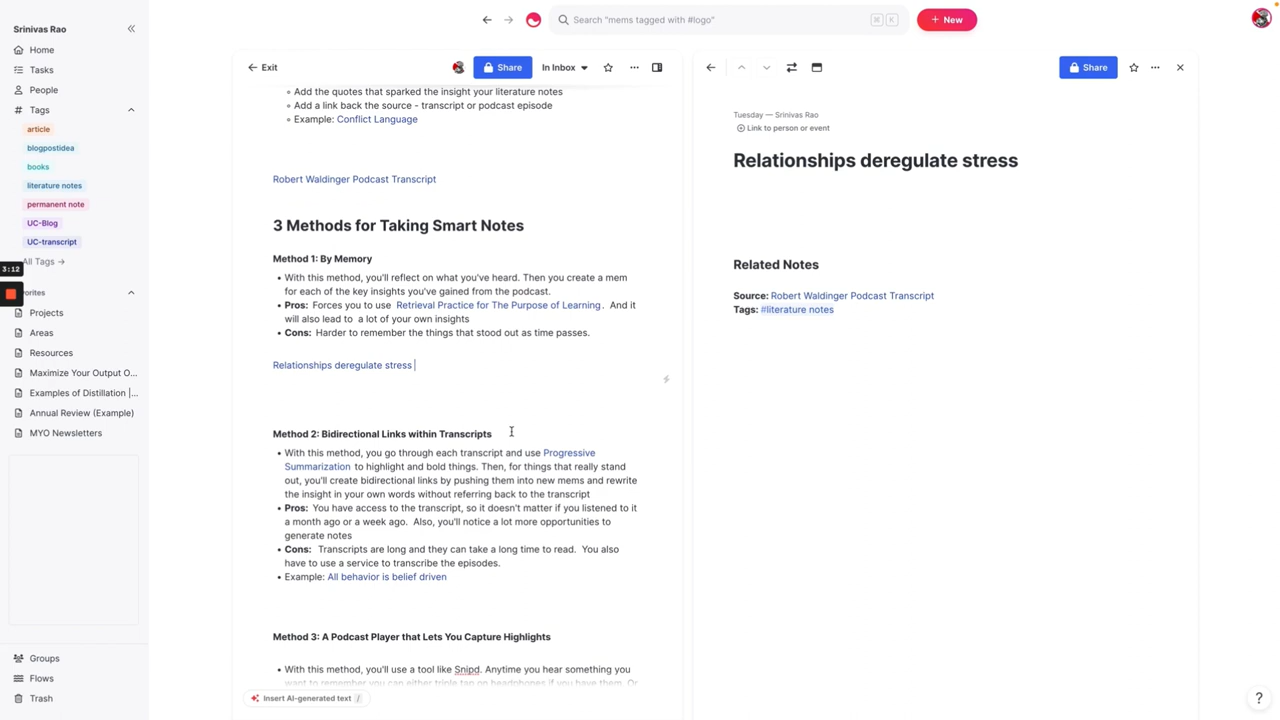 Srinivas Rao
Home
Tasks
People
Tags
article
blogpostidea
books
literature notes
permanent note
UC-Blog
UC-transcript
3:12
All Tags →
orites
Projects
Areas
Resources
Maximize Your Output O...
Examples of Distillation |...
Annual Review (Example)
MYO Newsletters
Groups
Flows
Trash
Search "mems tagged with #logo"
⌘ K
+ New
Exit
Share
In Inbox
Add the quotes that sparked the insight your literature notes
Add a link back the source - transcript or podcast episode
Example: Conflict Language
Robert Waldinger Podcast Transcript
3 Methods for Taking Smart Notes
Method 1: By Memory
• With this method, you'll reflect on what you've heard. Then you create a mem
for each of the key insights you've gained from the podcast.
• Pros: Forces you to use Retrieval Practice for The Purpose of Learning. And it
will also lead to a lot of your own insights
• Cons: Harder to remember the things that stood out as time passes.
Relationships deregulate stress
Method 2: Bidirectional Links within Transcripts
• With this method, you go through each transcript and use Progressive
Summarization to highlight and bold things. Then, for things that really stand
out, you'll create bidirectional links by pushing them into new mems and rewrite
the insight in your own words without referring back to the transcript
• Pros: You have access to the transcript, so it doesn't matter if you listened to it
a month ago or a week ago. Also, you'll notice a lot more opportunities to
generate notes
• Cons: Transcripts are long and they can take a long time to read. You also
have to use a service to transcribe the episodes.
• Example: All behavior is belief driven
Method 3: A Podcast Player that Lets You Capture Highlights
• With this method, you'll use a tool like Snipd. Anytime you hear something you
want to remember you can either triple tap on headphones if you have them. Or
Insert AI-generated text /
Share
Tuesday — Srinivas Rao
Link to person or event
Relationships deregulate stress
Related Notes
Source: Robert Waldinger Podcast Transcript
Tags: #literature notes
?